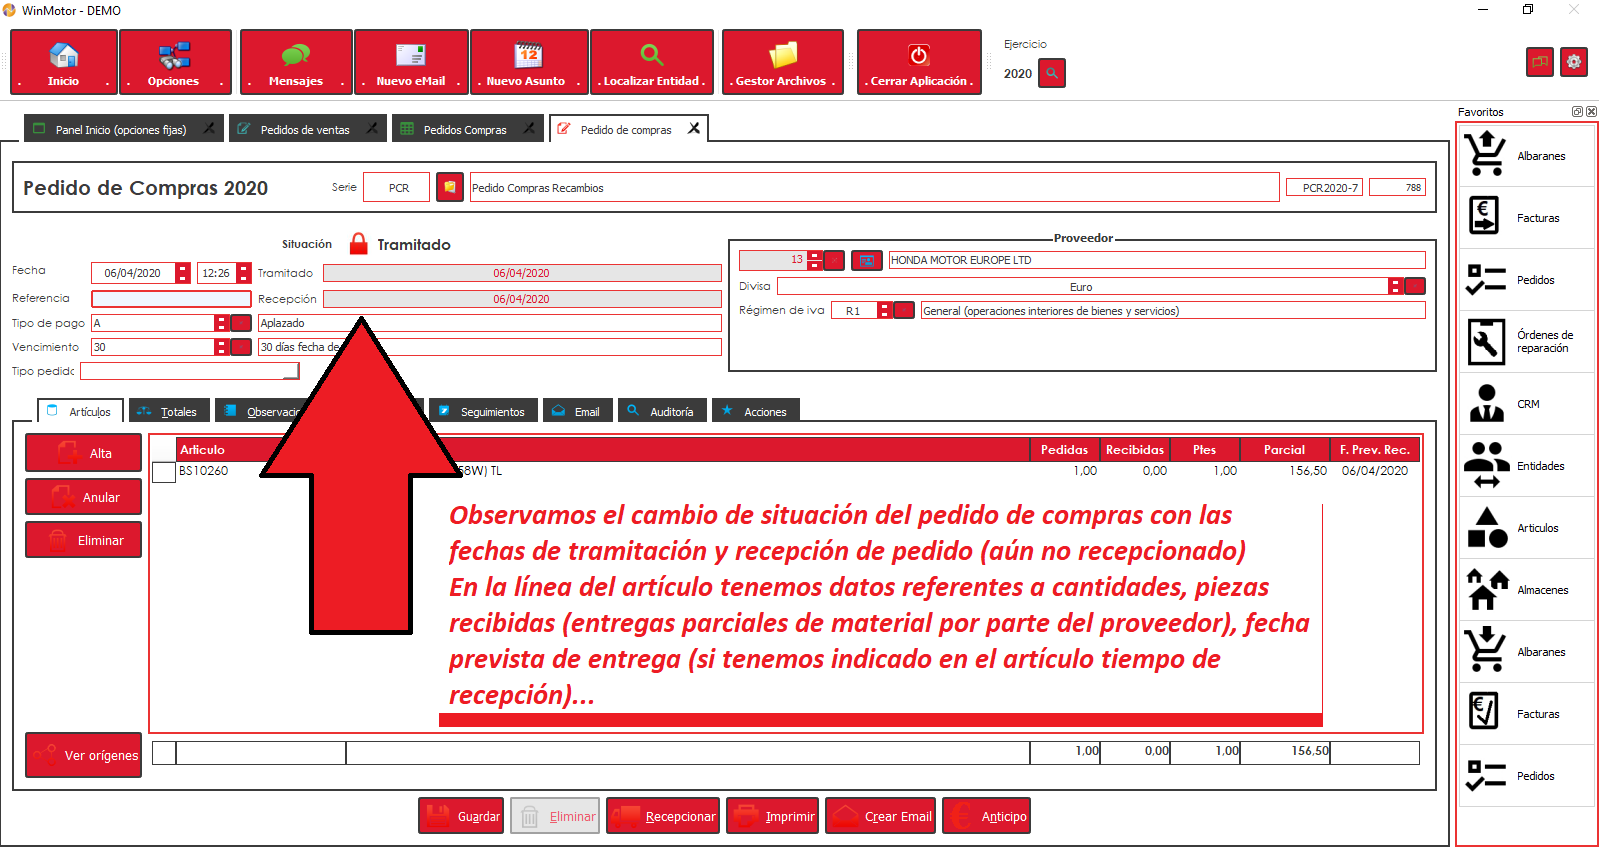 WinMotor - DEMO
. Inicio .
. Opciones .
. Mensajes .
. Nuevo eMail .
12
. Nuevo Asunto .
. Localizar Entidad .
. Gestor Archivos .
. Cerrar Aplicación .
Ejercicio
2020
Panel Inicio (opciones fijas)
Pedidos de ventas
Pedidos Compras
Pedido de compras
Pedido de Compras 2020
Serie
PCR
Pedido Compras Recambios
PCR2020-7
788
Situación
Tramitado
Fecha
06/04/2020
12:26
Tramitado
06/04/2020
Referencia
Recepción
06/04/2020
Tipo de pago
A
Aplazado
Vencimiento
30
30 días fecha de
Tipo pedido
Proveedor
13
HONDA MOTOR EUROPE LTD
Divisa
Euro
Régimen de iva
R1
General (operaciones interiores de bienes y servicios)
Artículos
Totales
Observaci
Seguimientos
Email
Auditoría
Acciones
Alta
Anular
Eliminar
Ver orígenes
Articulo
Pedidas
Recibidas
Ptes
Parcial
F. Prev. Rec.
BS10260
58W) TL
1,00
0,00
1,00
156,50
06/04/2020
Observamos el cambio de situación del pedido de compras con las
fechas de tramitación y recepción de pedido (aún no recepcionado)
En la línea del artículo tenemos datos referentes a cantidades, piezas
recibidas (entregas parciales de material por parte del proveedor), fecha
prevista de entrega (si tenemos indicado en el artículo tiempo de
recepción)...
1,00
0,00
1,00
156,50
Guardar
Eliminar
Recepcionar
Imprimir
Crear Email
Anticipo
Favoritos
Albaranes
Facturas
Pedidos
Órdenes de
reparación
CRM
Entidades
Articulos
Almacenes
Albaranes
Facturas
Pedidos